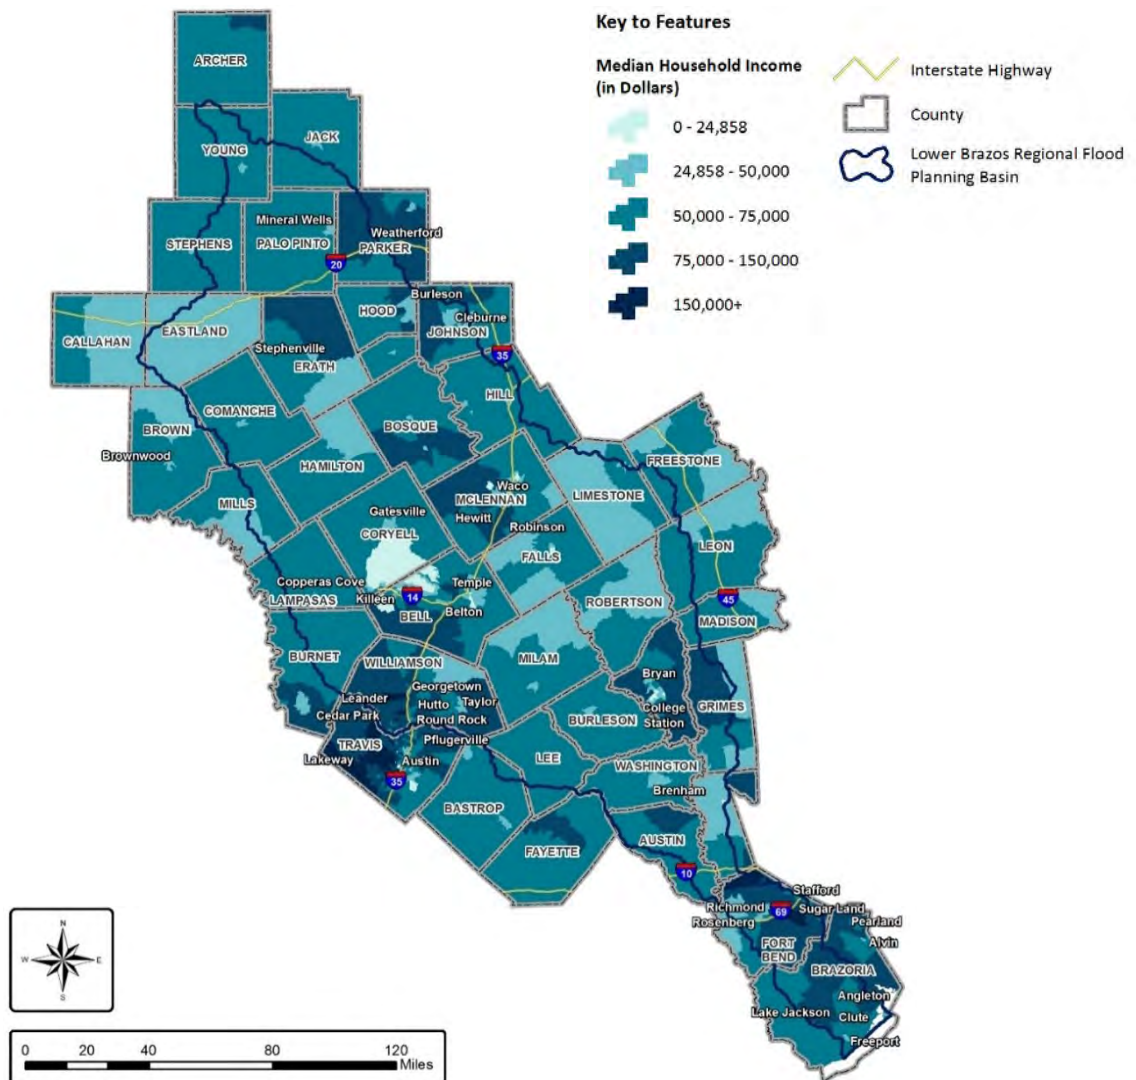 Key to Features
Median Household Income
(in Dollars)
0 - 24,858
24,858 - 50,000
50,000 - 75,000
75,000 - 150,000
150,000+
Interstate Highway
County
Lower Brazos Regional Flood
Planning Basin
ARCHER
YOUNG
JACK
Mineral Wells
Weatherford
STEPHENS
PALO PINTO
PARKER
20
Burleson
HOOD
Cleburne
JOHNSON
CALLAHAN
EASTLAND
Stephenville
ERATH
35
HILL
COMANCHE
BROWN
BOSQUE
Brownwood
HAMILTON
FREESTONE
Waco
MCLENNAN
LIMESTONE
MILLS
Gatesville
Hewitt
Robinson
CORYELL
FALLS
LEON
Copperas Cove
Temple
LAMPASAS
Killeen
14
Belton
BELL
ROBERTSON
45
MADISON
BURNET
WILLIAMSON
MILAM
Bryan
Georgetown
Leander
Hutto
Taylor
Cedar Park
Round Rock
BURLESON
College
Station
GRIMES
TRAVIS
Pflugerville
Lakeway
Austin
LEE
WASHINGTON
35
Brenham
BASTROP
AUSTIN
FAYETTE
10
Stafford
Richmond
69
Sugar Land
Rosenberg
Pearland
FORT
BEND
Alvin
BRAZORIA
Angleton
Lake Jackson
Clute
Freeport
N
W
E
S
0
20
40
80
120
Miles